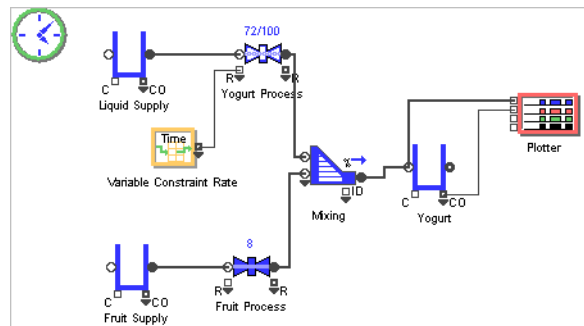 72/100
C CO
R R
Liquid Supply
Yogurt Process
Time
Variable Constraint Rate
%
ID
Mixing
C CO
Yogurt
Plotter
8
C CO
R R
Fruit Supply
Fruit Process